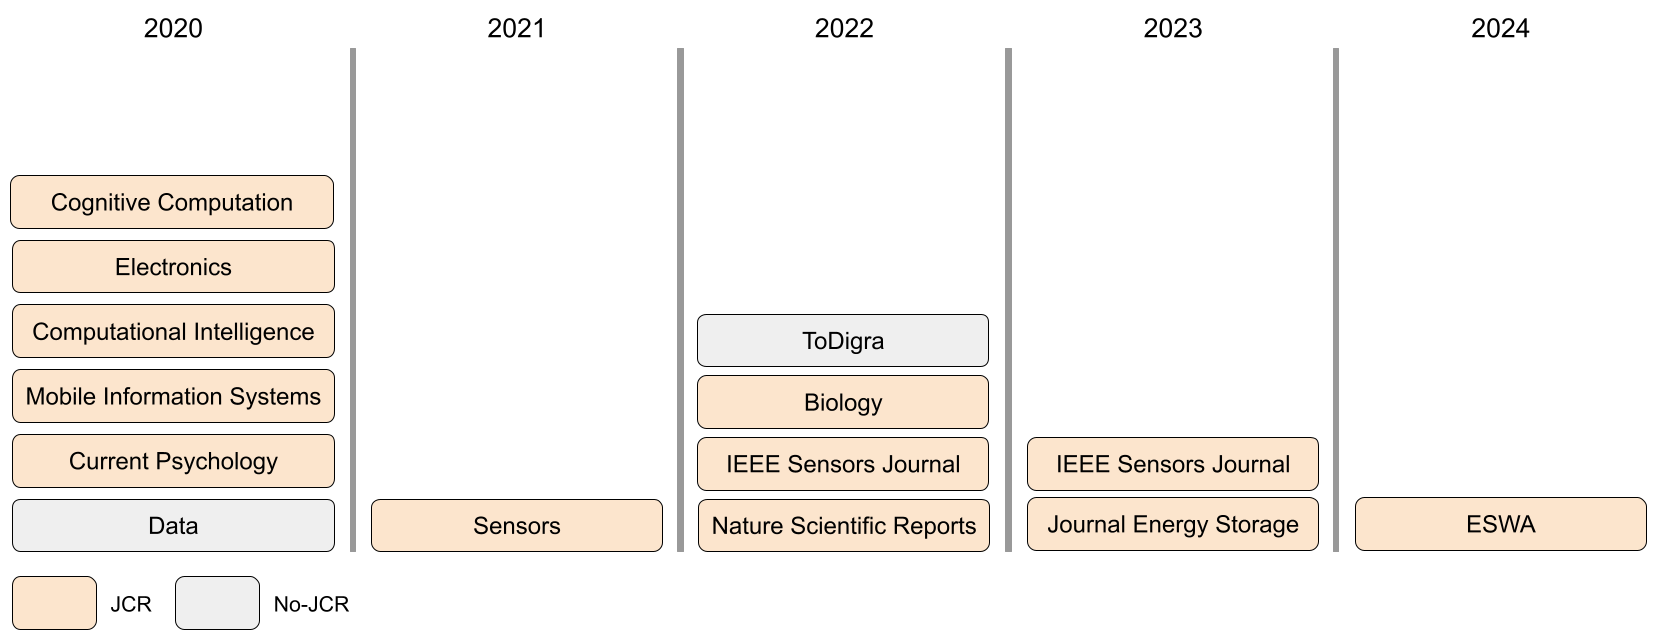 2020
2021
2022
2023
2024
Cognitive Computation
Electronics
Computational Intelligence
Mobile Information Systems
Current Psychology
Data
Sensors
ToDigra
Biology
IEEE Sensors Journal
Nature Scientific Reports
IEEE Sensors Journal
Journal Energy Storage
ESWA
JCR
No-JCR